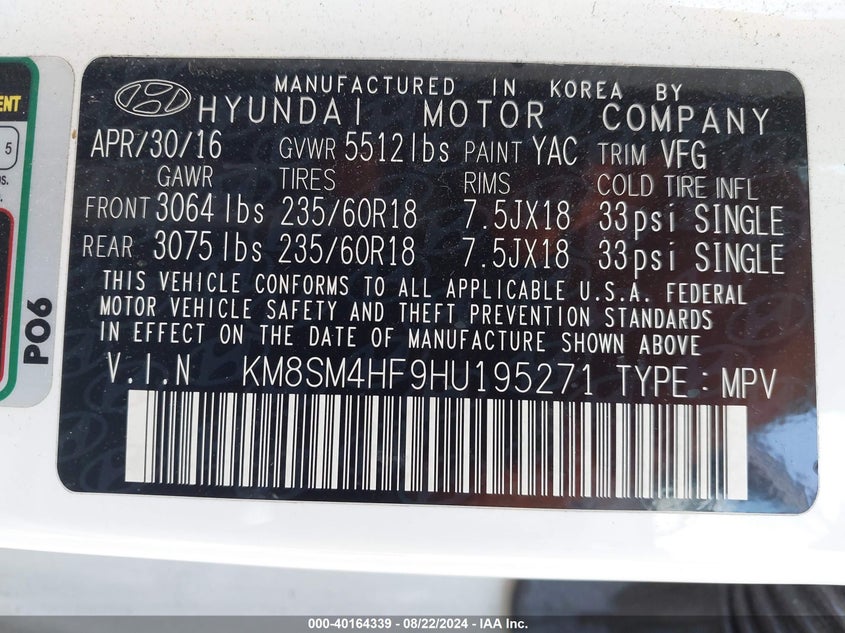 ENT
5
s.
PO6
MANUFACTURED IN KOREA BY
HYUNDAI MOTOR COMPANY
APR/30/16 GVWR 5512lbs PAINT YAC TRIM VFG
GAWR TIRES RIMS COLD TIRE INFL
FRONT 3064lbs 235/60R18 7.5JX18 33psi SINGLE
REAR 3075lbs 235/60R18 7.5JX18 33psi SINGLE
THIS VEHICLE CONFORMS TO ALL APPLICABLE U.S.A. FEDERAL
MOTOR VEHICLE SAFETY AND THEFT PREVENTION STANDARDS
IN EFFECT ON THE DATE OF MANUFACTURE SHOWN ABOVE
V.I.N KM8SM4HF9HU195271 TYPE : MPV
000-40164339 - 08/22/2024 - IAA Inc.